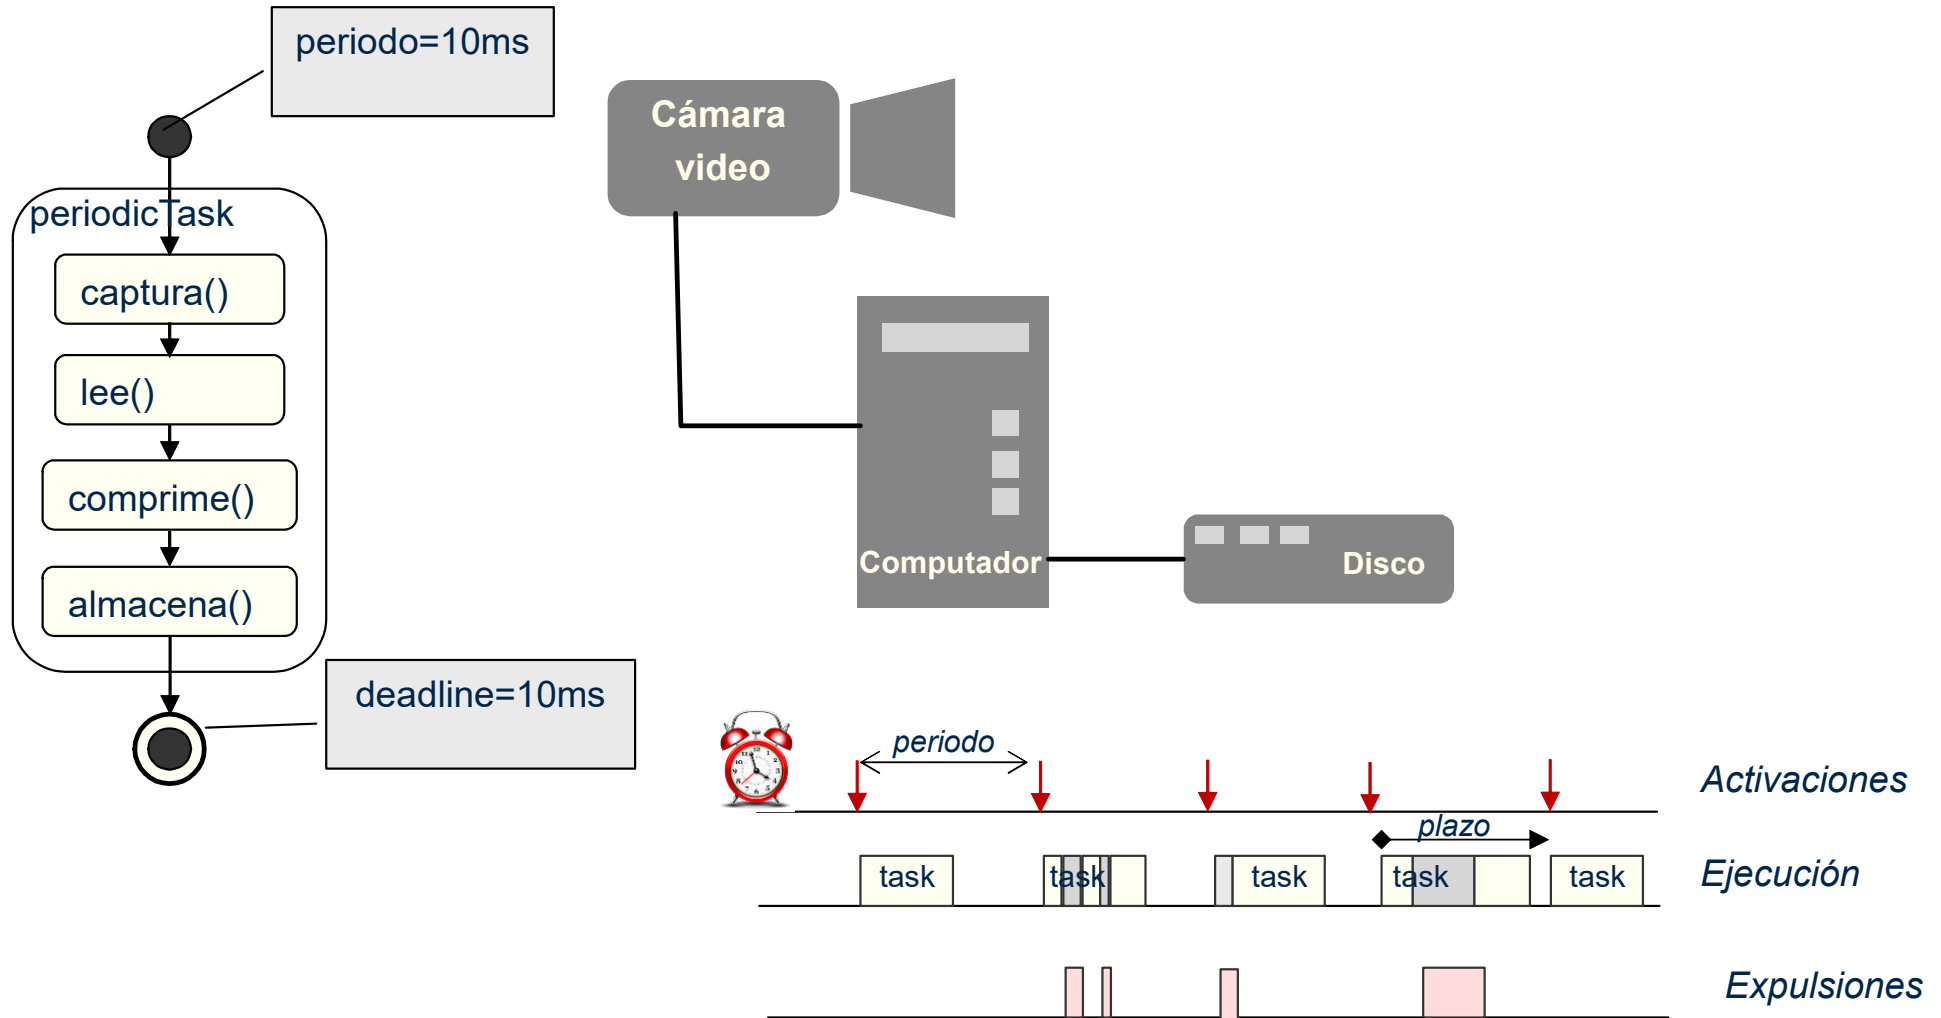 periodo=10ms
periodicTask
captura()
lee()
comprime()
almacena()
deadline=10ms
Cámara
video
Computador
Disco
periodo
Activaciones
plazo
task
task
task
task
task
Ejecución
Expulsiones